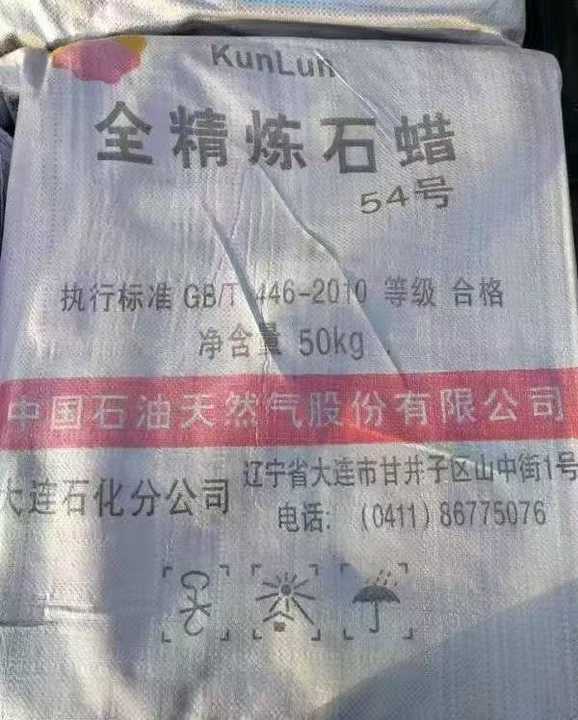 KunLun
全精炼石蜡
54号
执行标准 GB/T 446-2010 等级 合格
净含量 50kg
中国石油天然气股份有限公司
大连石化分公司
辽宁省大连市甘井子区山中街1号
电话: (0411) 86775076